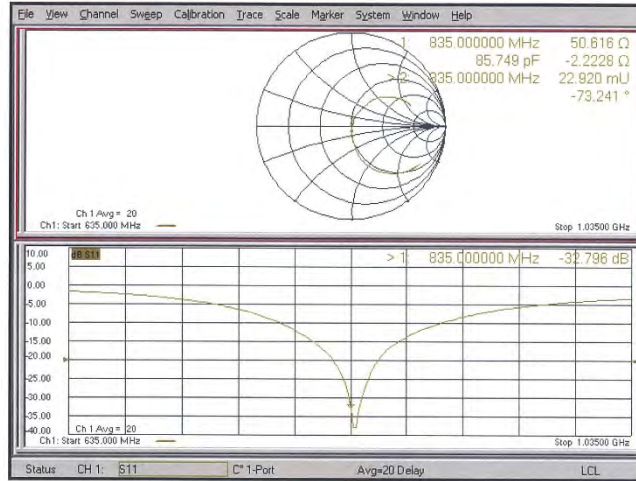 File View Channel Sweep Calibration Trace Scale Marker System Window Help
1 835.000000 MHz 50.616 Ω
85.749 pF -2.2228 Ω
> 2 835.000000 MHz 22.920 mU
-73.241 °
Ch 1 Avg = 20
Ch1: Start 635.000 MHz
Stop 1.03500 GHz
10.00
dB S11
> 1 835.000000 MHz -32.796 dB
5.00
0.00
-5.00
-10.00
-15.00
-20.00
-25.00
-30.00
-35.00
-40.00
Ch 1 Avg = 20
Ch1: Start 635.000 MHz
Stop 1.03500 GHz
Status CH 1: S11 C* 1-Port Avg=20 Delay LCL